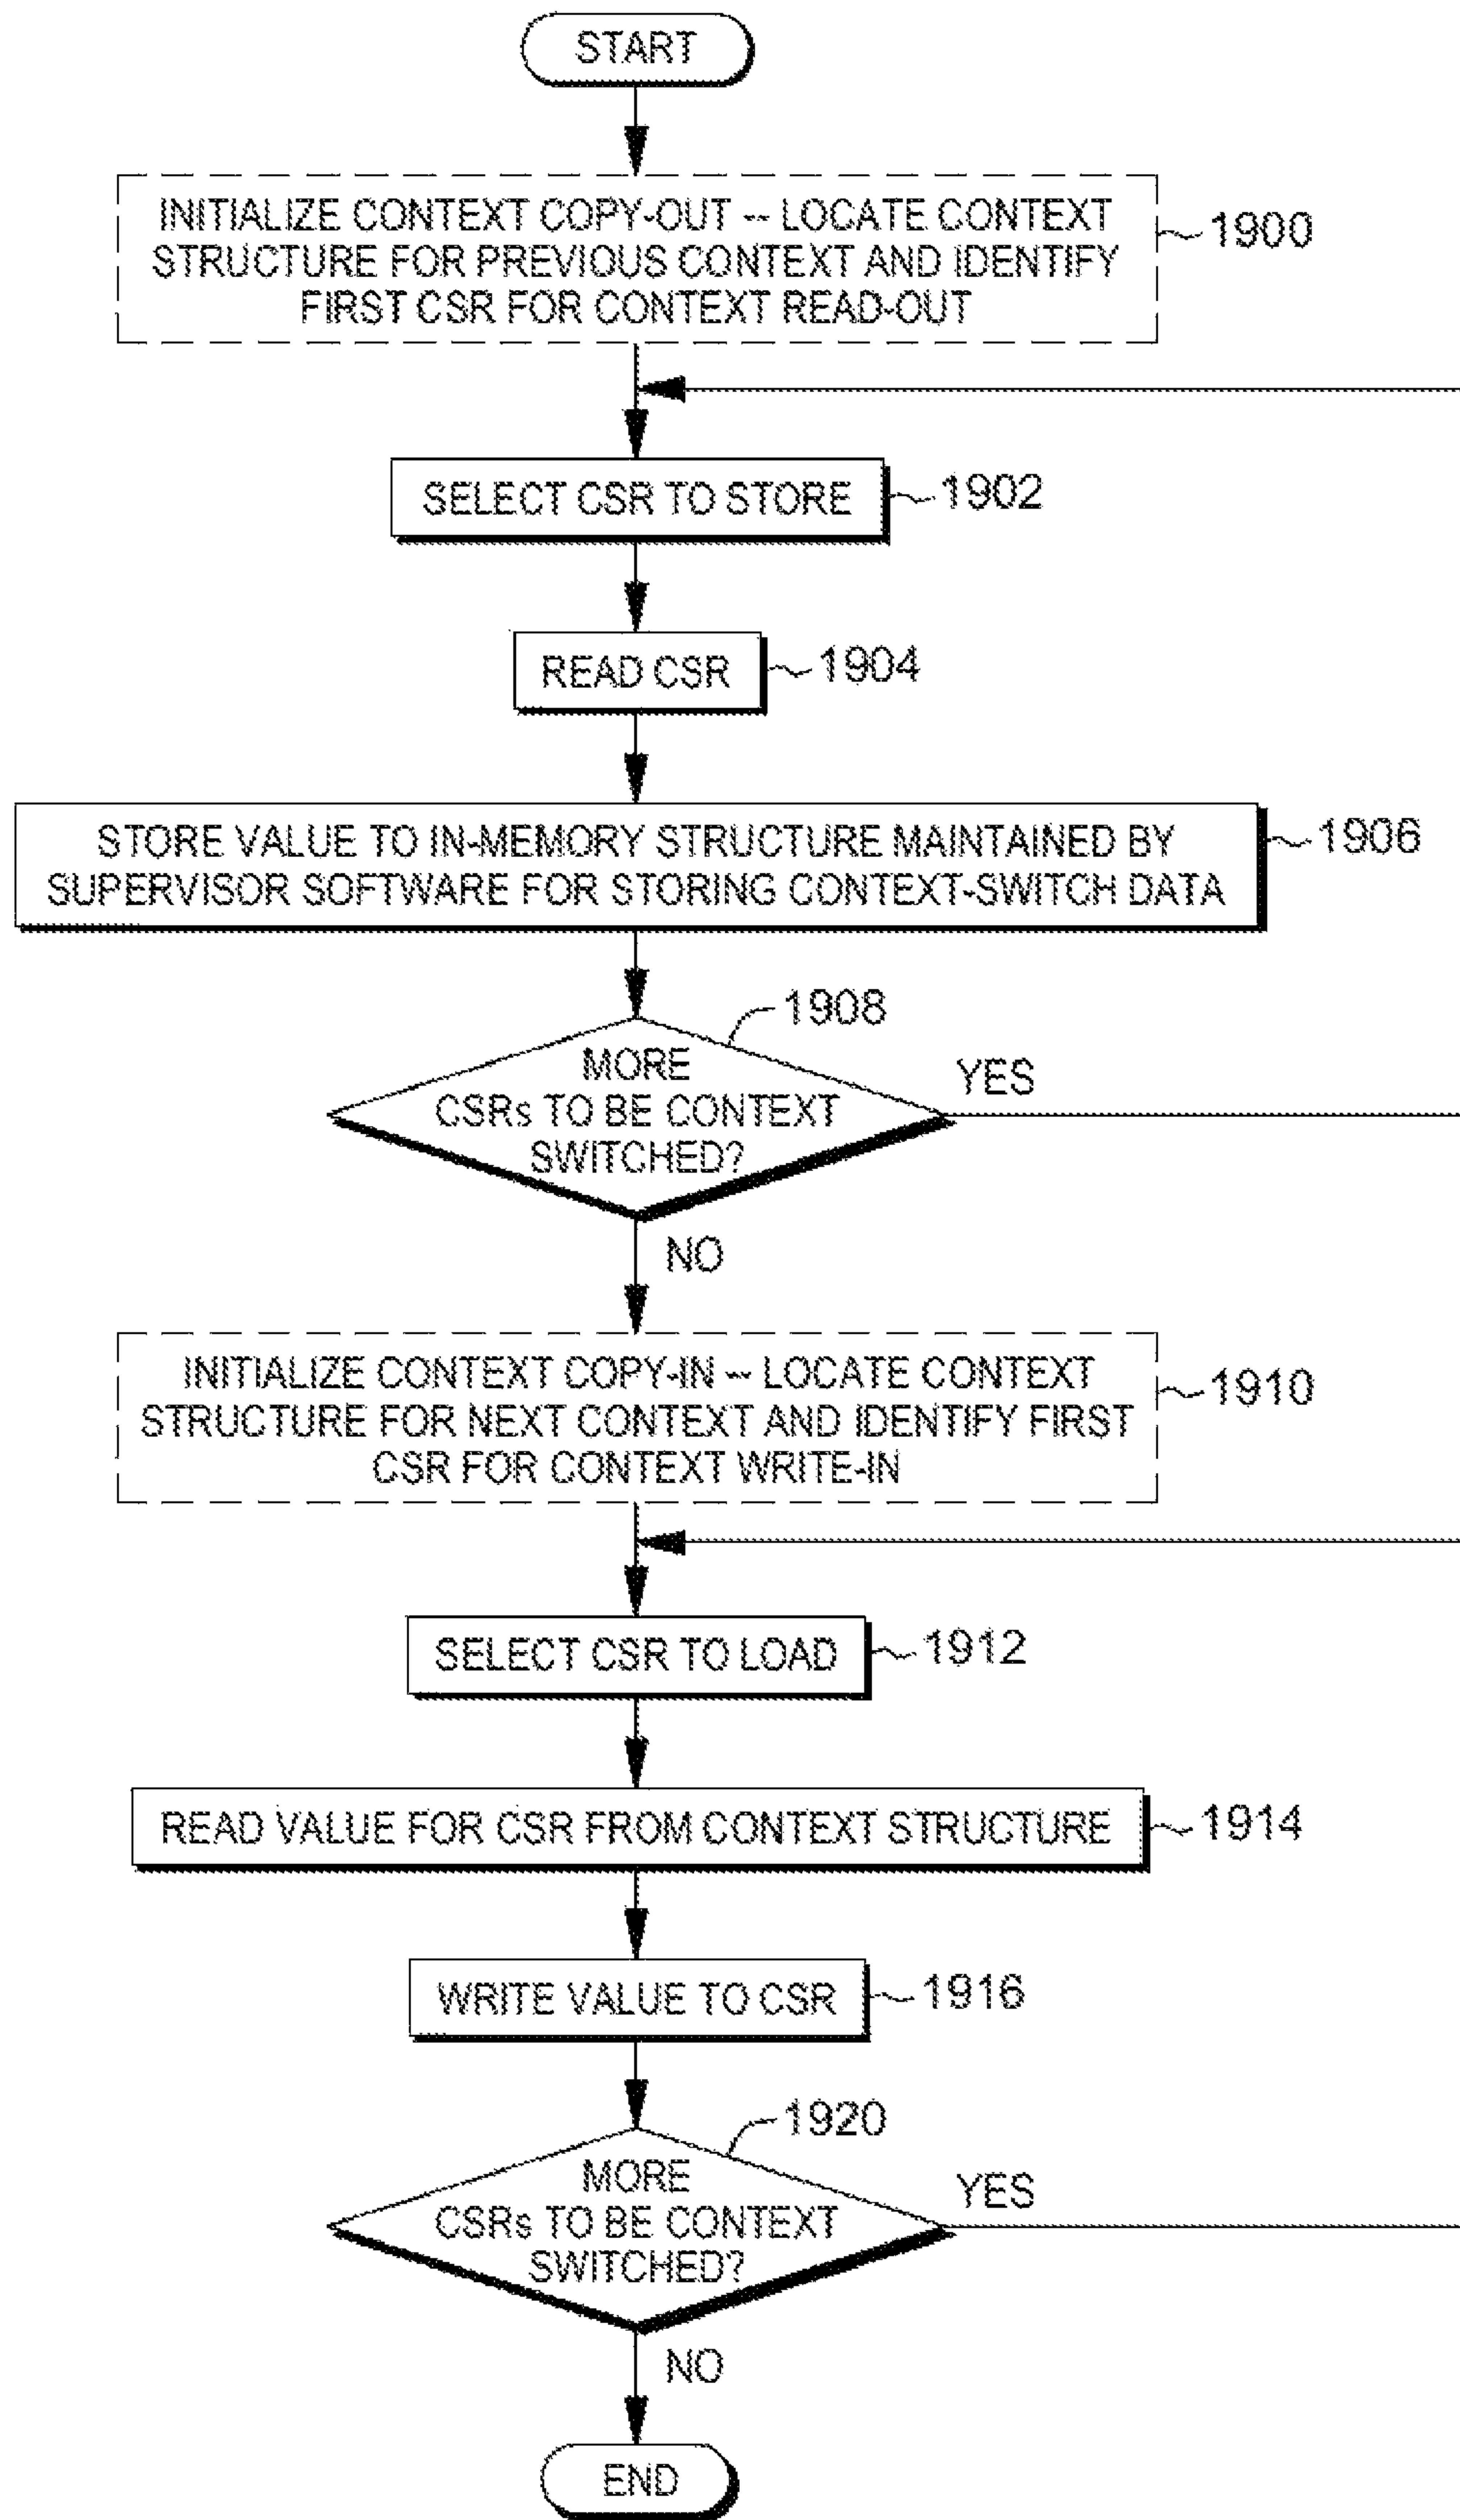 START
INITIALIZE CONTEXT COPY-OUT -- LOCATE CONTEXT
STRUCTURE FOR PREVIOUS CONTEXT AND IDENTIFY
FIRST CSR FOR CONTEXT READ-OUT
1900
SELECT CSR TO STORE
1902
READ CSR
1904
STORE VALUE TO IN-MEMORY STRUCTURE MAINTAINED BY
SUPERVISOR SOFTWARE FOR STORING CONTEXT-SWITCH DATA
1906
1908
MORE
CSRs TO BE CONTEXT
SWITCHED?
YES
NO
INITIALIZE CONTEXT COPY-IN -- LOCATE CONTEXT
STRUCTURE FOR NEXT CONTEXT AND IDENTIFY FIRST
CSR FOR CONTEXT WRITE-IN
1910
SELECT CSR TO LOAD
1912
READ VALUE FOR CSR FROM CONTEXT STRUCTURE
1914
WRITE VALUE TO CSR
1916
1920
MORE
CSRs TO BE CONTEXT
SWITCHED?
YES
NO
END